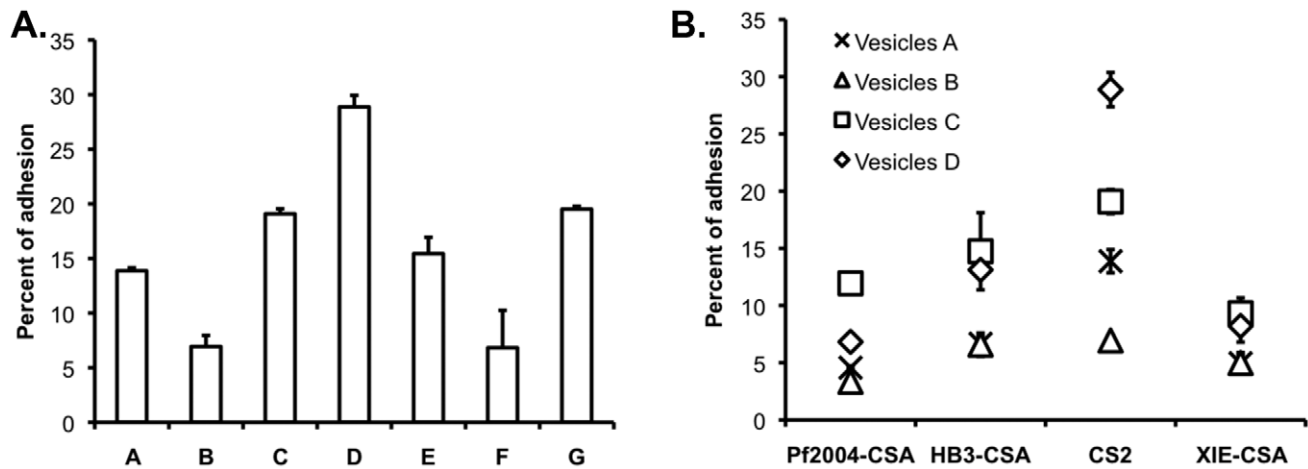 A.
Percent of adhesion
35
30
25
20
15
10
5
0
A B C D E F G
B.
Percent of adhesion
35
30
25
20
15
10
5
0
Vesicles A
Vesicles B
Vesicles C
Vesicles D
Pf2004-CSA HB3-CSA CS2 XIE-CSA